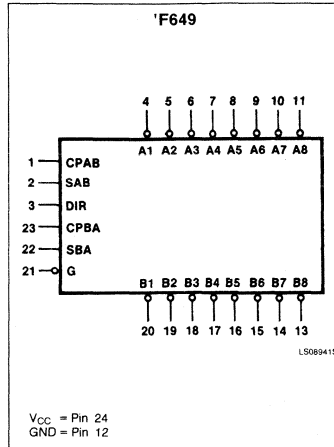 'F649
4 5 6 7 8 9 10 11
A1 A2 A3 A4 A5 A6 A7 A8
1 CPAB
2 SAB
3 DIR
23 CPBA
22 SBA
21 G
B1 B2 B3 B4 B5 B6 B7 B8
20 19 18 17 16 15 14 13
LS08941S
VCC = Pin 24
GND = Pin 12